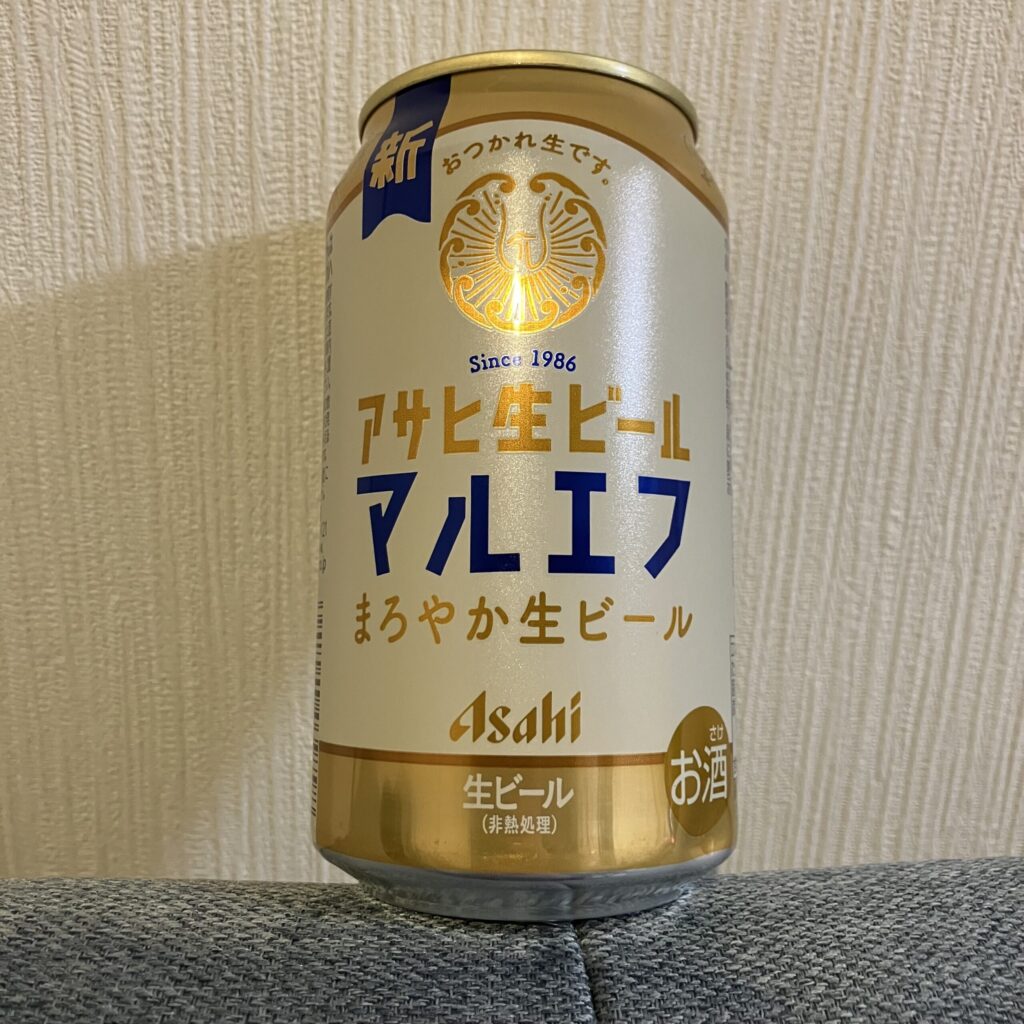 新
おつかれ生です。
Since 1986
アサヒ生ビール
マルエフ
まろやか生ビール
Asahi
生ビール
(非熱処理)
さけ
お酒